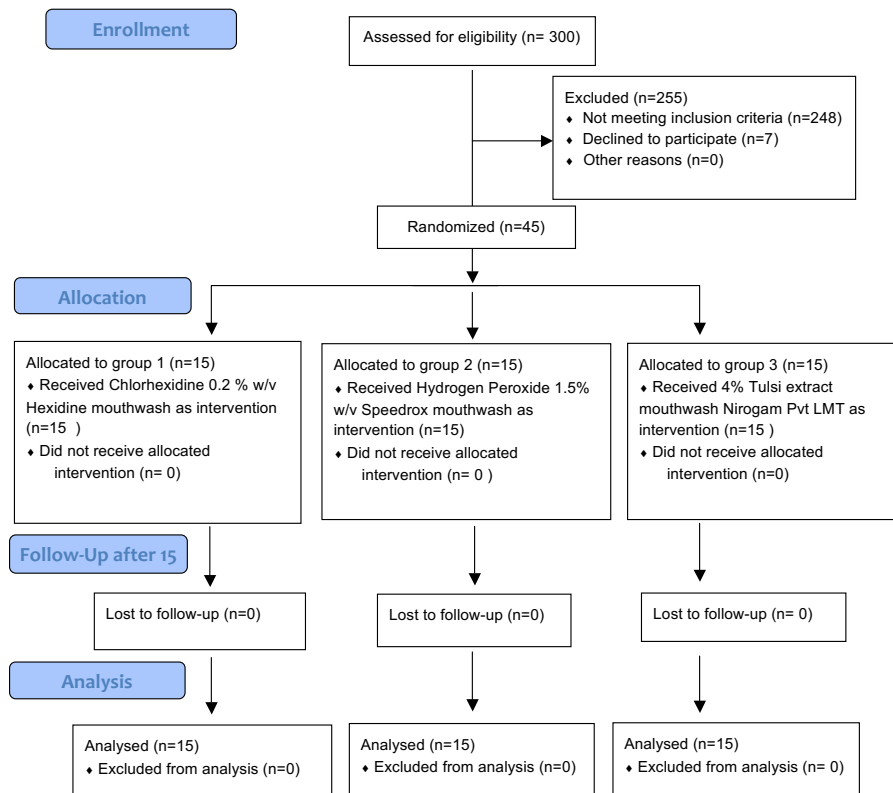 Enrollment
Assessed for eligibility (n= 300)
Excluded (n=255)
♦ Not meeting inclusion criteria (n=248)
♦ Declined to participate (n=7)
♦ Other reasons (n=0)
Randomized (n=45)
Allocation
Allocated to group 1 (n=15)
♦ Received Chlorhexidine 0.2 % w/v
Hexidine mouthwash as intervention
(n=15 )
♦ Did not receive allocated
intervention (n= 0)
Allocated to group 2 (n=15)
♦ Received Hydrogen Peroxide 1.5%
w/v Speedrox mouthwash as
intervention (n=15)
♦ Did not receive allocated
intervention (n= 0 )
Allocated to group 3 (n=15)
♦ Received 4% Tulsi extract
mouthwash Nirogam Pvt LMT as
intervention (n=15 )
♦ Did not receive allocated
intervention (n=0)
Follow-Up after 15
Lost to follow-up (n=0)
Lost to follow-up (n=0)
Lost to follow-up (n= 0)
Analysis
Analysed (n=15)
♦ Excluded from analysis (n=0)
Analysed (n=15)
♦ Excluded from analysis (n=0)
Analysed (n=15)
♦ Excluded from analysis (n= 0)